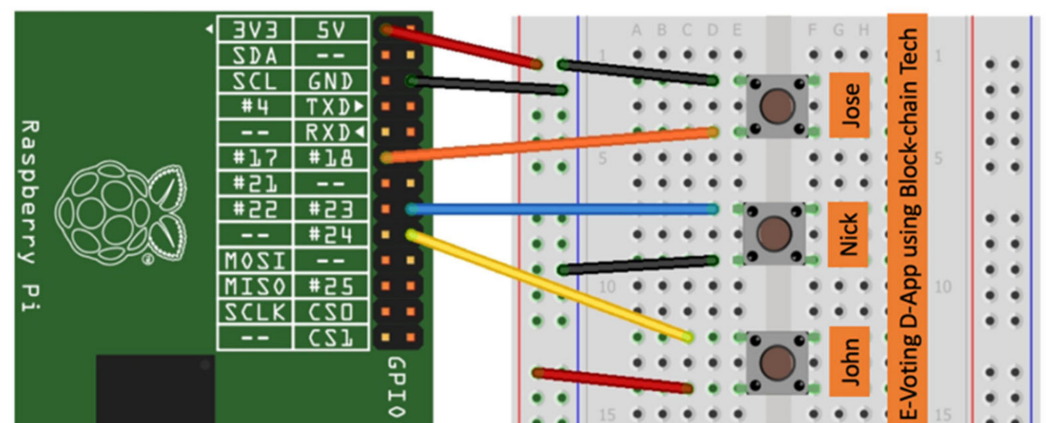 Raspberry Pi
3V3 5V
SDA --
SCL GND
#4 TXD
-- RXD
#17 #18
#21 --
#22 #23
-- #24
MOSI --
MISO #25
SCLK CS0
-- CS1
GPIO
A B C D E F G H
1 1
5 5
10 10
15 15
Jose
Nick
John
E-Voting D-App using Block-chain Tech